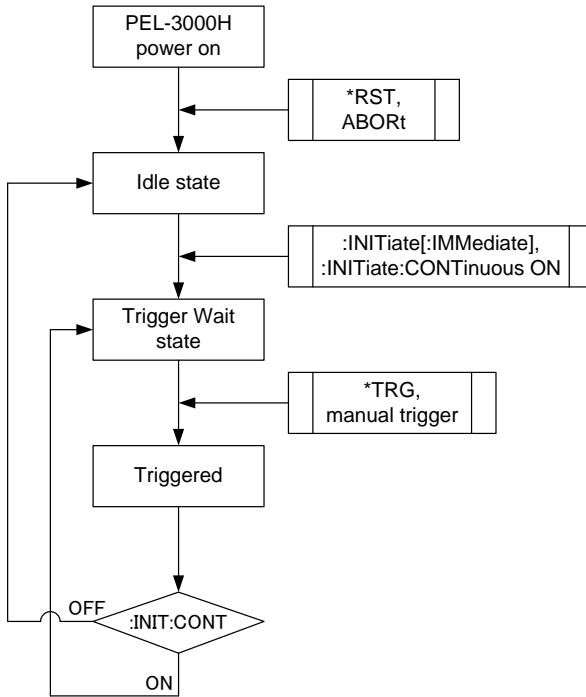 PEL-3000H
power on
*RST,
ABORt
Idle state
:INITiate[:IMMediate],
:INITiate:CONTinuous ON
Trigger Wait
state
*TRG,
manual trigger
Triggered
OFF
:INIT:CONT
ON